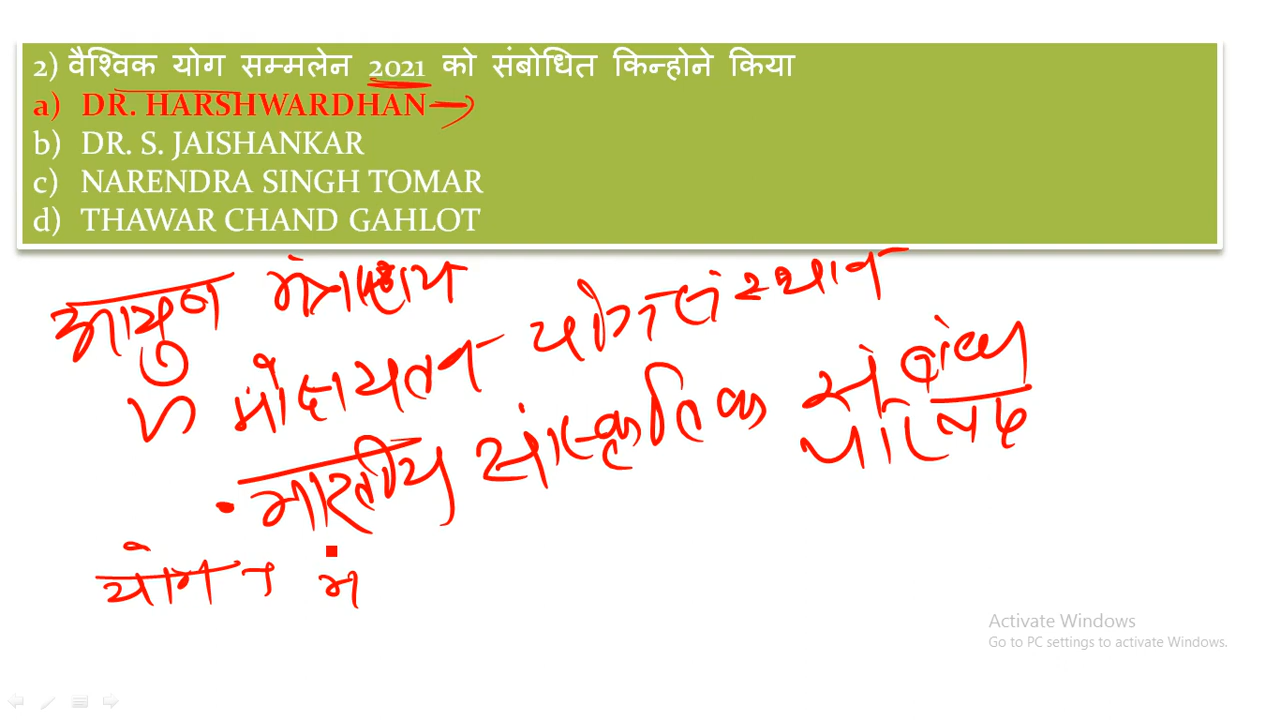 2) वैश्विक योग सम्मलेन 2021 को संबोधित किन्होने किया
a) DR. HARSHWARDHAN
b) DR. S. JAISHANKAR
c) NARENDRA SINGH TOMAR
d) THAWAR CHAND GAHLOT
आयुष मंत्रालय
मोक्षायतन योग संस्थान
भारतीय सांस्कृतिक संबंध
परिषद
योग
Activate Windows
Go to PC settings to activate Windows.